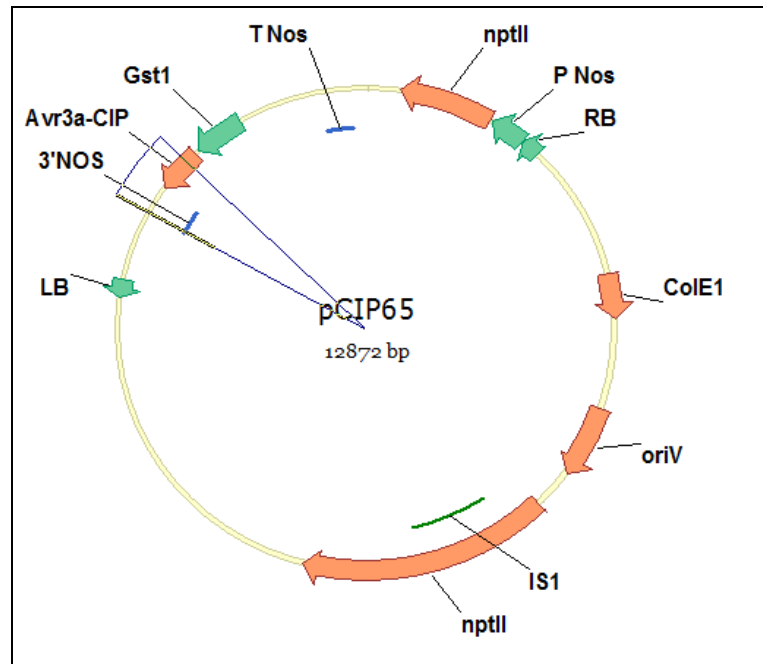 T Nos
nptII
Gst1
P Nos
Avr3a-CIP
RB
3'NOS
LB
ColE1
pCIP65
12872 bp
oriV
IS1
nptII